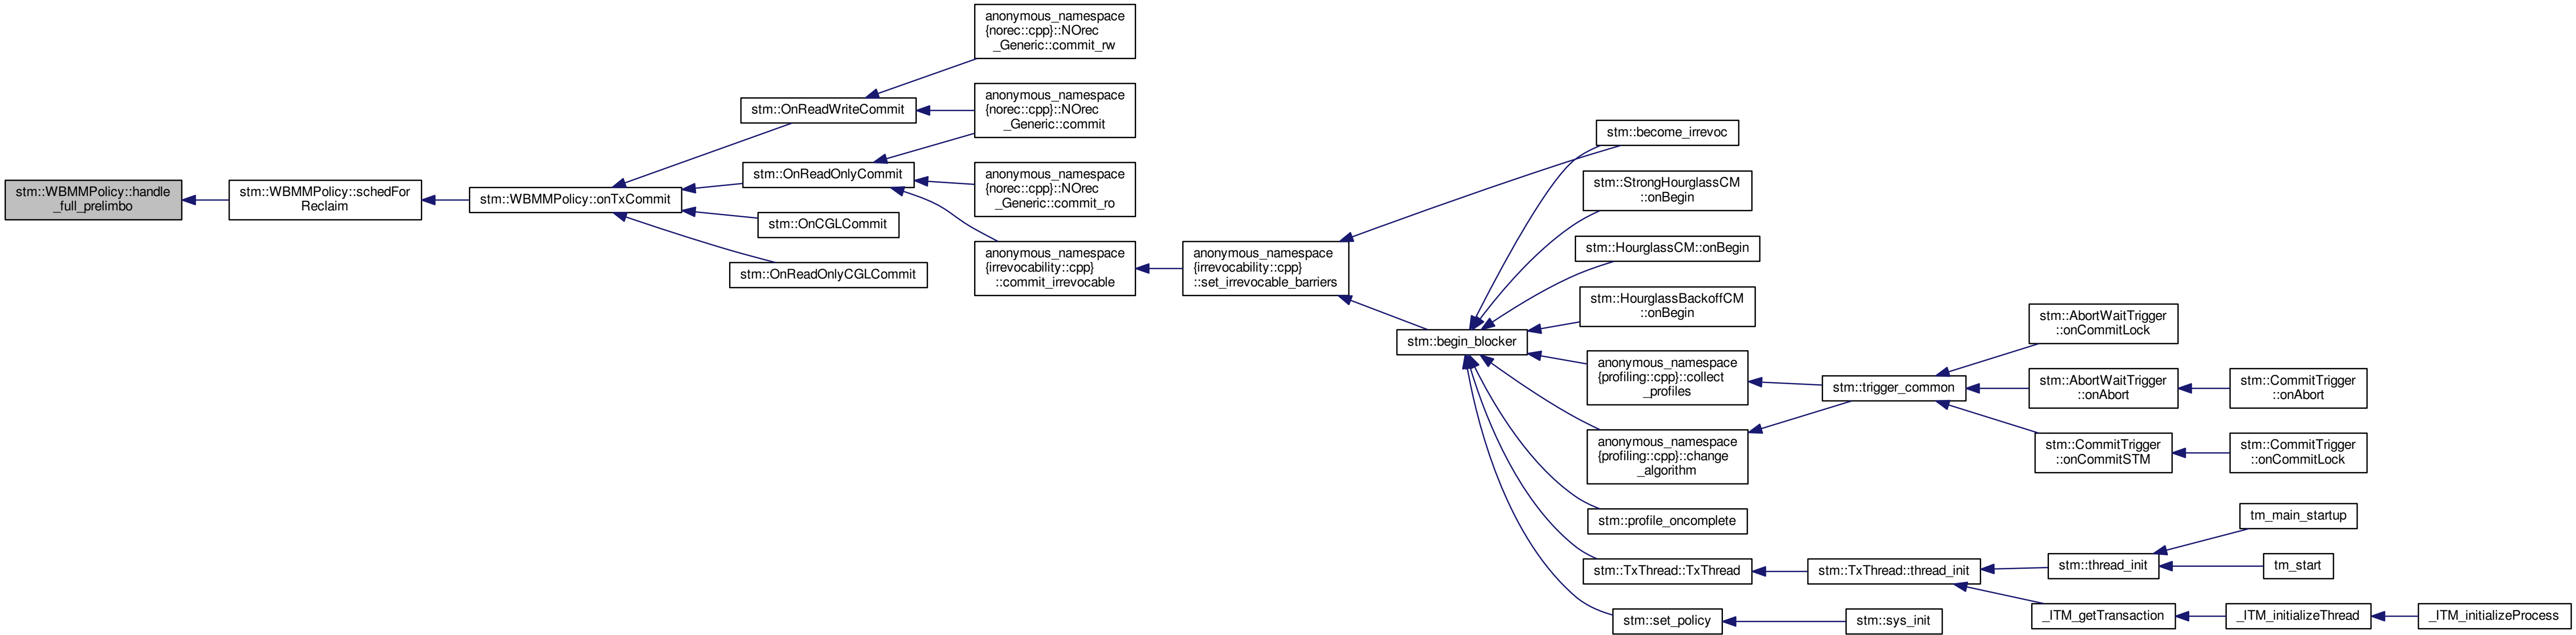 stm::WBMMPolicy::handle
_full_prelimbo
stm::WBMMPolicy::schedFor
Reclaim
stm::WBMMPolicy::onTxCommit
stm::OnReadWriteCommit
stm::OnReadOnlyCommit
stm::OnCGLCommit
stm::OnReadOnlyCGLCommit
anonymous_namespace
{norec::cpp}::NOrec
_Generic::commit_rw
anonymous_namespace
{norec::cpp}::NOrec
_Generic::commit
anonymous_namespace
{norec::cpp}::NOrec
_Generic::commit_ro
anonymous_namespace
{irrevocability::cpp}
::commit_irrevocable
anonymous_namespace
{irrevocability::cpp}
::set_irrevocable_barriers
stm::become_irrevoc
stm::begin_blocker
stm::StrongHourglassCM
::onBegin
stm::HourglassCM::onBegin
stm::HourglassBackoffCM
::onBegin
anonymous_namespace
{profiling::cpp}::collect
_profiles
anonymous_namespace
{profiling::cpp}::change
_algorithm
stm::profile_oncomplete
stm::TxThread::TxThread
stm::set_policy
stm::trigger_common
stm::AbortWaitTrigger
::onCommitLock
stm::AbortWaitTrigger
::onAbort
stm::CommitTrigger
::onCommitSTM
stm::CommitTrigger
::onAbort
stm::CommitTrigger
::onCommitLock
stm::TxThread::thread_init
stm::sys_init
stm::thread_init
_ITM_getTransaction
tm_main_startup
tm_start
_ITM_initializeThread
_ITM_initializeProcess